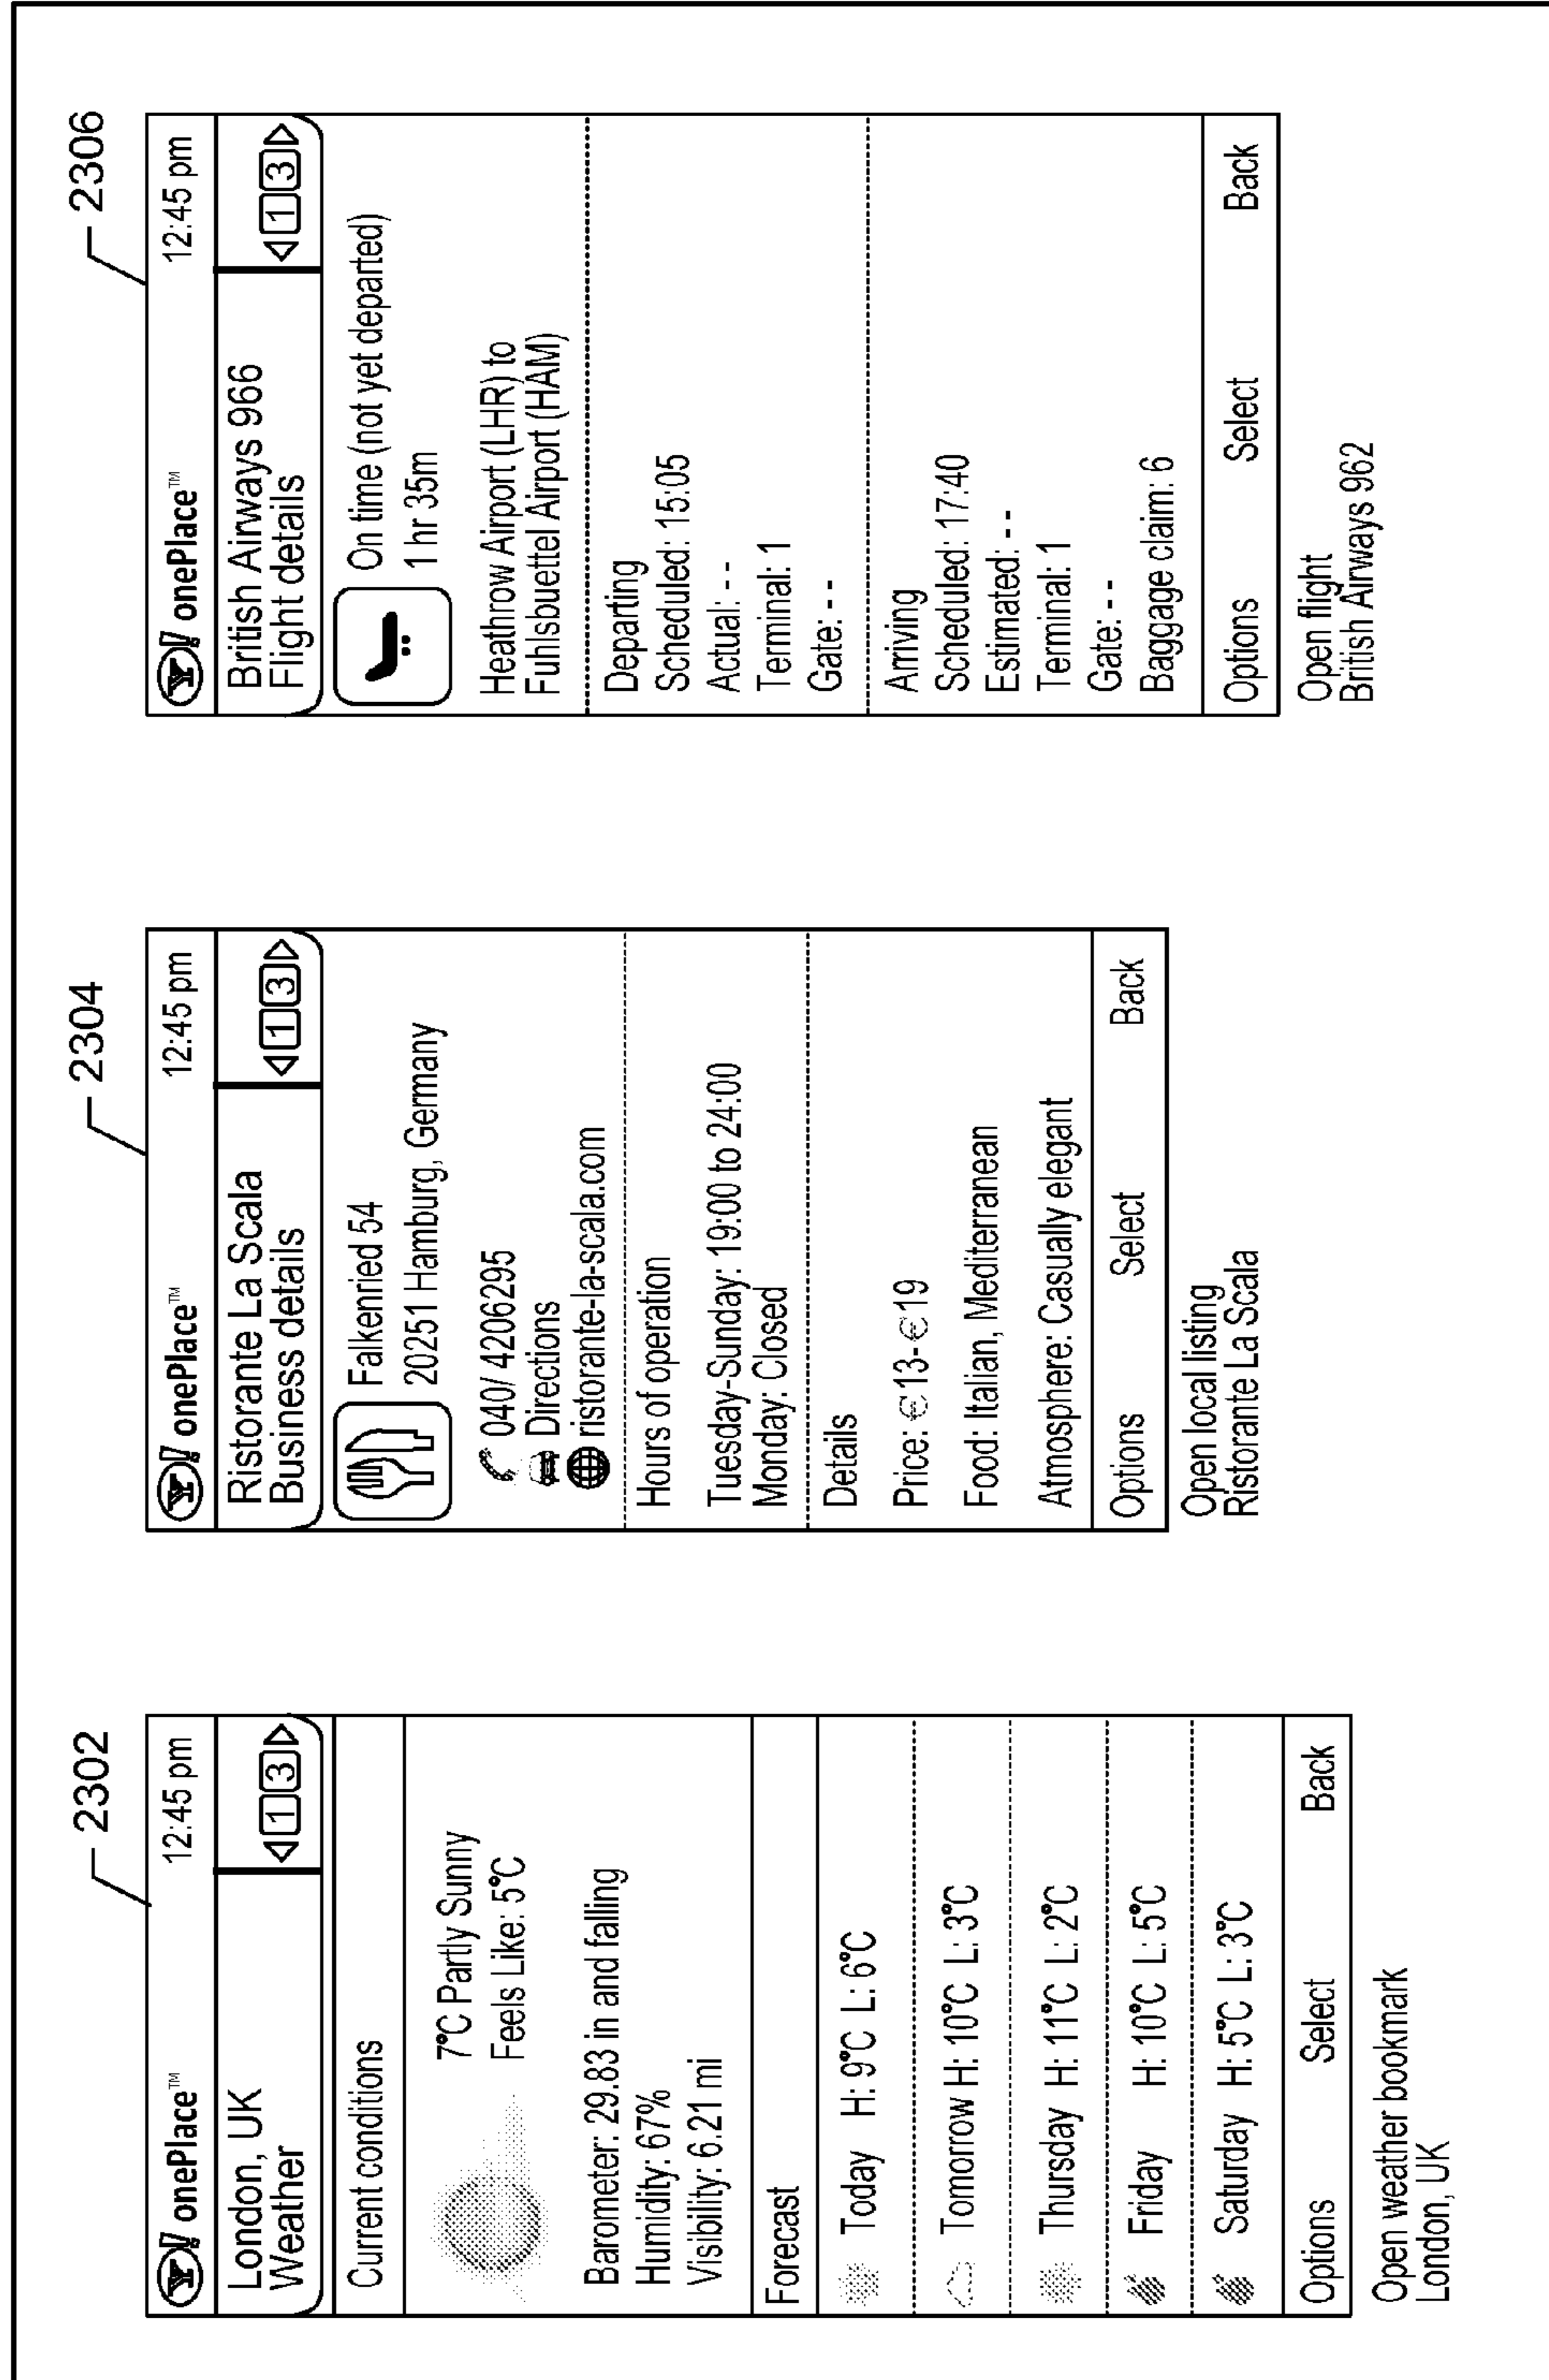 2302
Y! onePlace™ 12:45 pm
London, UK
Weather
1 3
Current conditions
7°C Partly Sunny
Feels Like: 5°C
Barometer: 29.83 in and falling
Humidity: 67%
Visibility: 6.21 mi
Forecast
Today H: 9°C L: 6°C
Tomorrow H: 10°C L: 3°C
Thursday H: 11°C L: 2°C
Friday H: 10°C L: 5°C
Saturday H: 5°C L: 3°C
Options Select Back
Open weather bookmark
London, UK
2304
Y! onePlace™ 12:45 pm
Ristorante La Scala
Business details
1 3
Falkenried 54
20251 Hamburg, Germany
040/ 4206295
Directions
ristorante-la-scala.com
Hours of operation
Tuesday-Sunday: 19:00 to 24:00
Monday: Closed
Details
Price: €13-€19
Food: Italian, Mediterranean
Atmosphere: Casually elegant
Options Select Back
Open local listing
Ristorante La Scala
2306
Y! onePlace™ 12:45 pm
British Airways 966
Flight details
1 3
On time (not yet departed)
1 hr 35m
Heathrow Airport (LHR) to
Fuhlsbuettel Airport (HAM)
Departing
Scheduled: 15:05
Actual: - -
Terminal: 1
Gate: - -
Arriving
Scheduled: 17:40
Estimated: - -
Terminal: 1
Gate: - -
Baggage claim: 6
Options Select Back
Open flight
British Airways 962